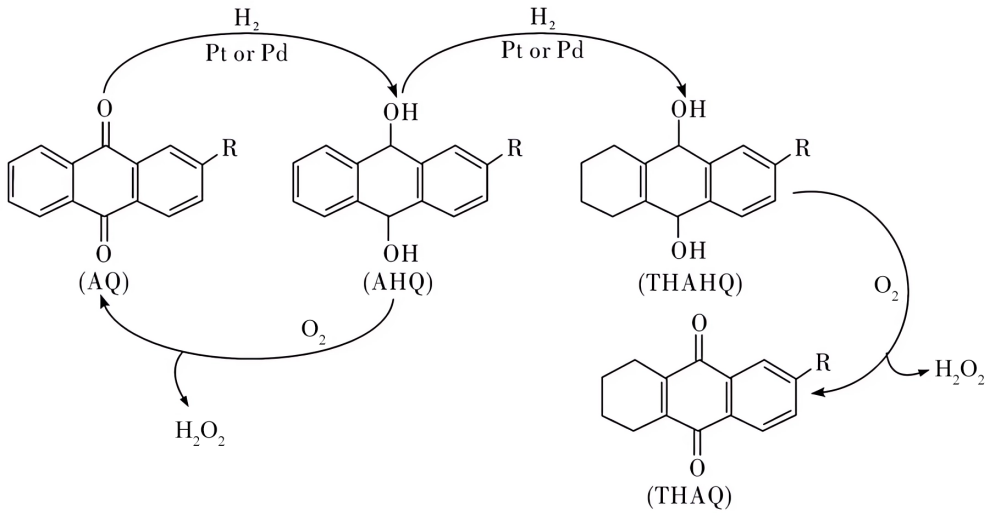 H₂
Pt or Pd
H₂
Pt or Pd
O
R
O
(AQ)
OH
R
OH
(AHQ)
OH
R
OH
(THAHQ)
O₂
H₂O₂
O₂
H₂O₂
O
R
O
(THAQ)